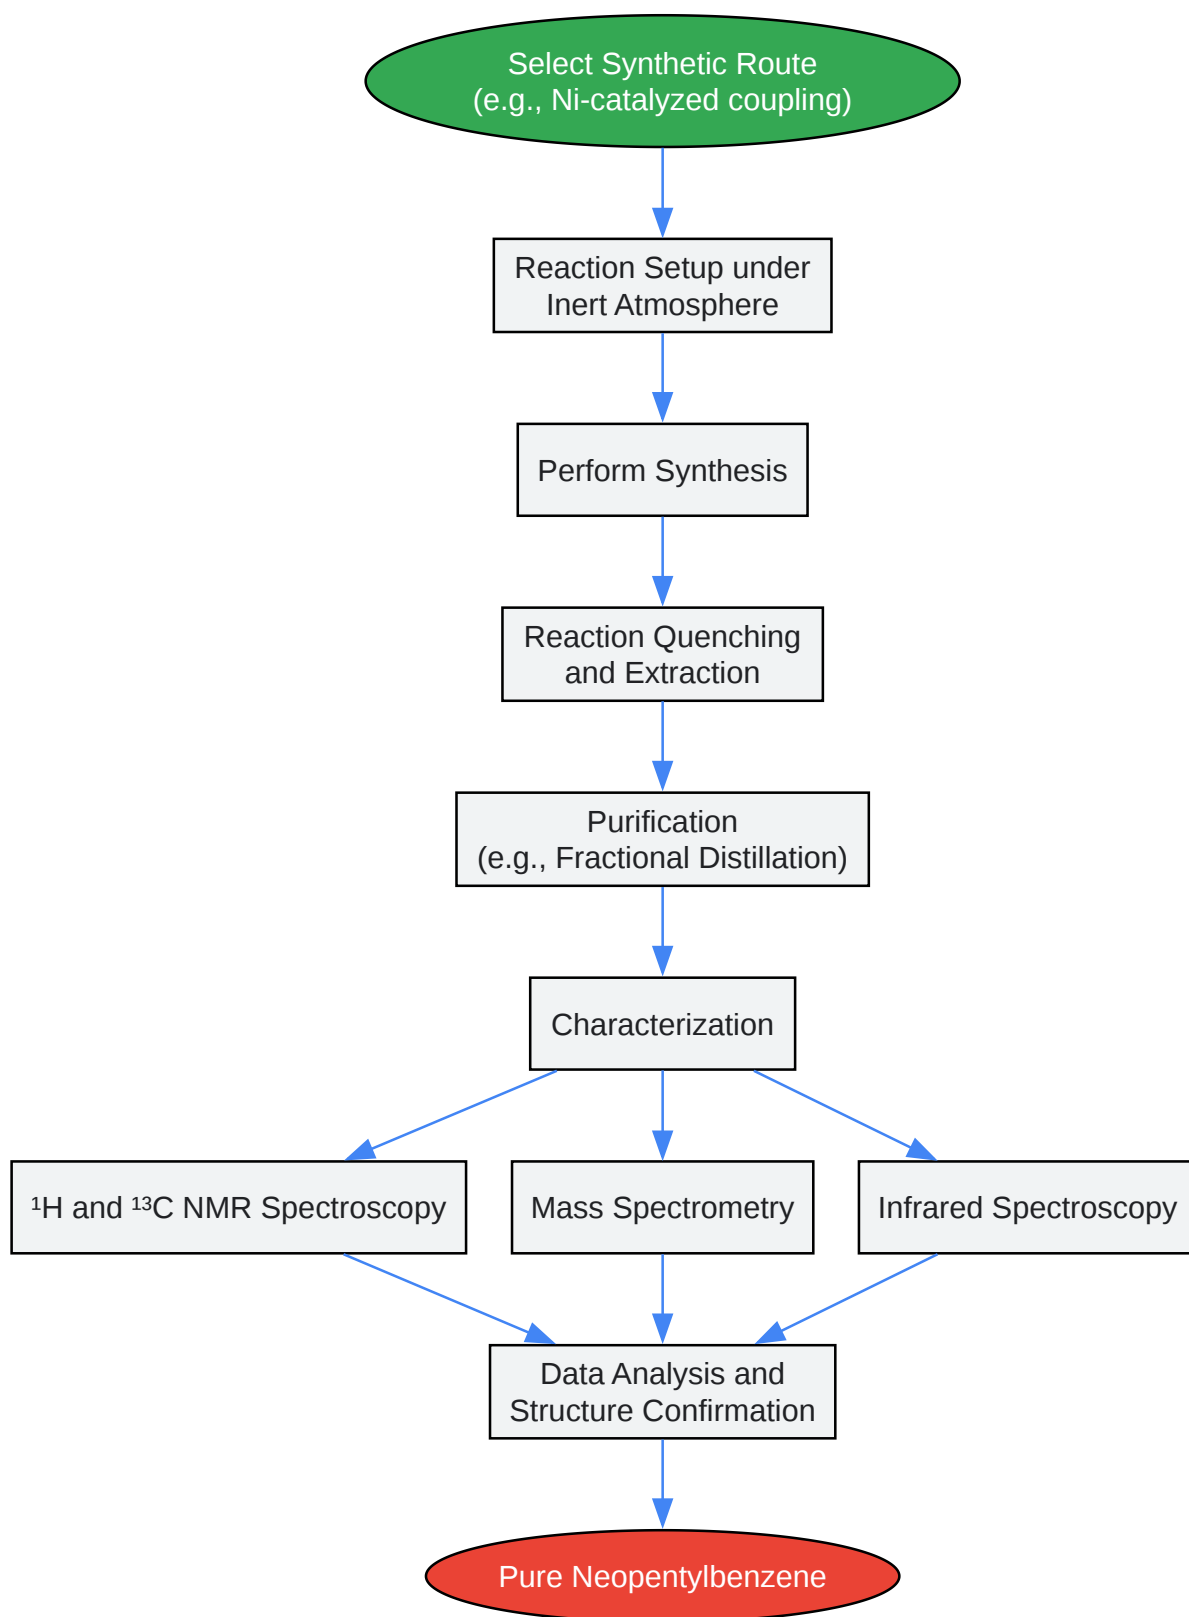 Select Synthetic Route
(e.g., Ni-catalyzed coupling)
Reaction Setup under
Inert Atmosphere
Perform Synthesis
Reaction Quenching
and Extraction
Purification
(e.g., Fractional Distillation)
Characterization
¹H and ¹³C NMR Spectroscopy
Mass Spectrometry
Infrared Spectroscopy
Data Analysis and
Structure Confirmation
Pure Neopentylbenzene